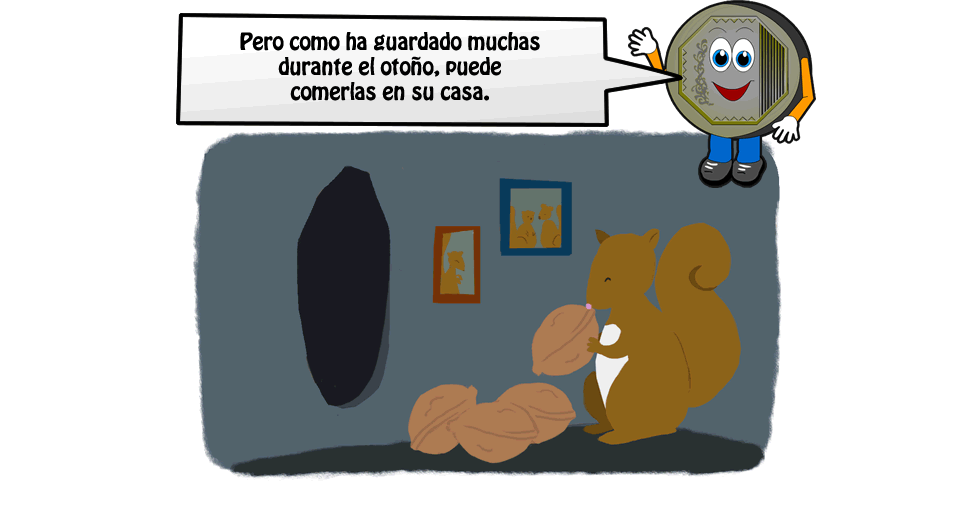 Pero como ha guardado muchas
durante el otoño, puede
comerlas en su casa.